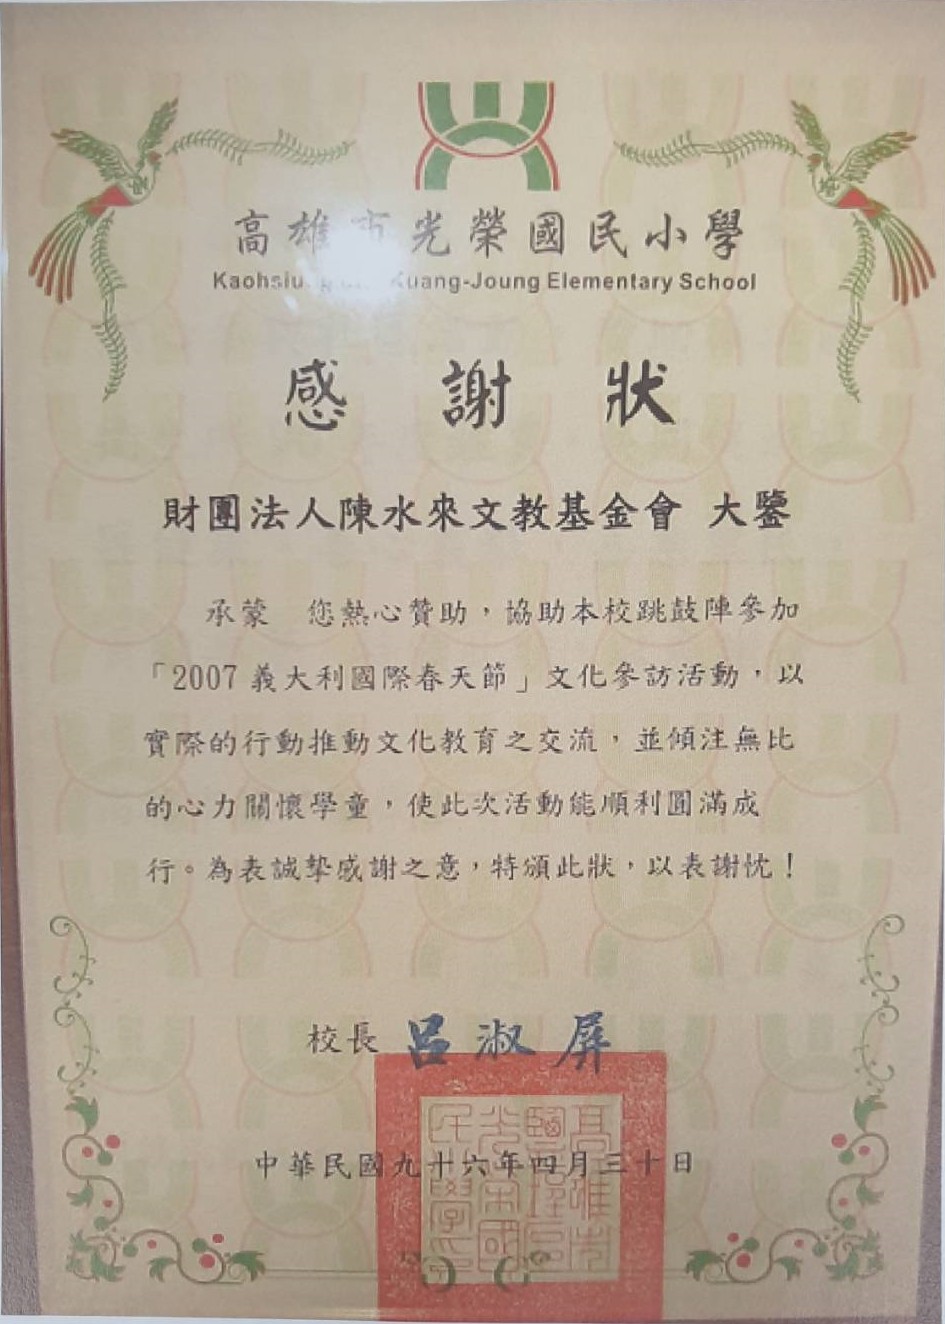 高雄市光榮國民小學
Kaohsiung Kuang-Joung Elementary School
感謝狀
財團法人陳水來文教基金會 大鑒
承蒙 您熱心贊助，協助本校跳鼓陣參加
「2007義大利國際春天節」文化參訪活動，以
實際的行動推動文化教育之交流，並傾注無比
的心力關懷學童，使此次活動能順利圓滿成
行。為表誠摯感謝之意，特頒此狀，以表謝忱！
校長 呂淑屏
中華民國九十六年四月三十日